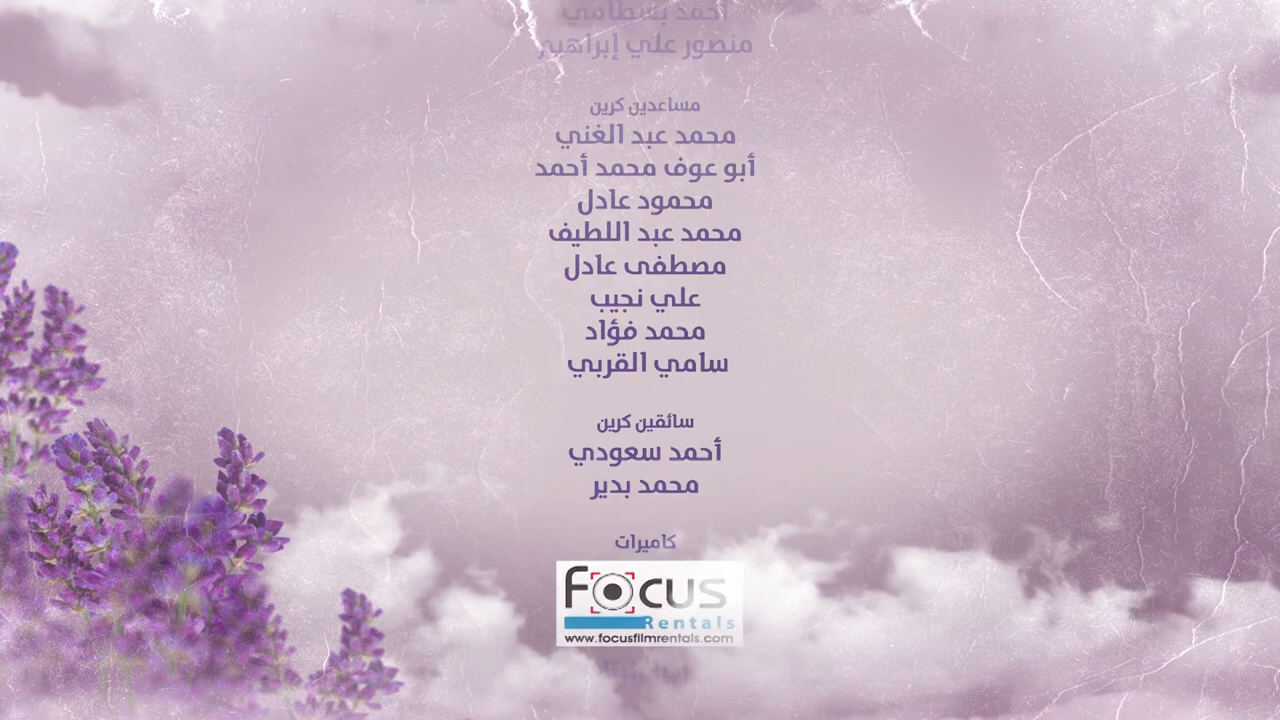 أحمد بسطامي
منصور علي إبراهيم
مساعدين كرين
محمد عبد الغني
أبو عوف محمد أحمد
محمود عادل
محمد عبد اللطيف
مصطفى عادل
علي نجيب
محمد فؤاد
سامي القربي
سائقين كرين
أحمد سعودي
محمد بدير
كاميرات
FOCUS
Rentals
www.focusfilmrentals.com